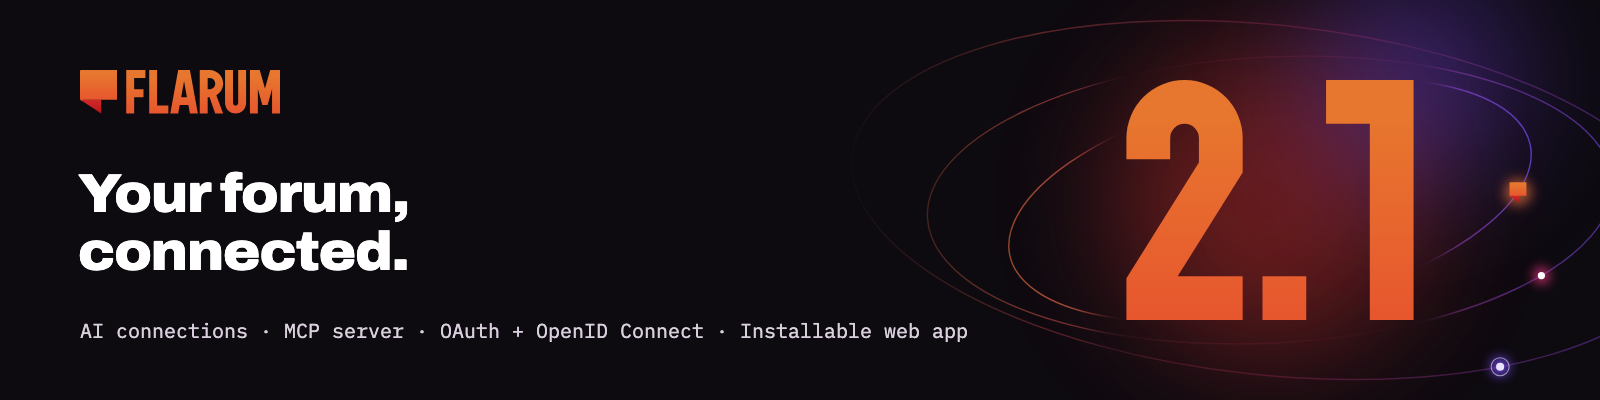 FLARUM
Your forum,
connected.
AI connections · MCP server · OAuth + OpenID Connect · Installable web app
2.1